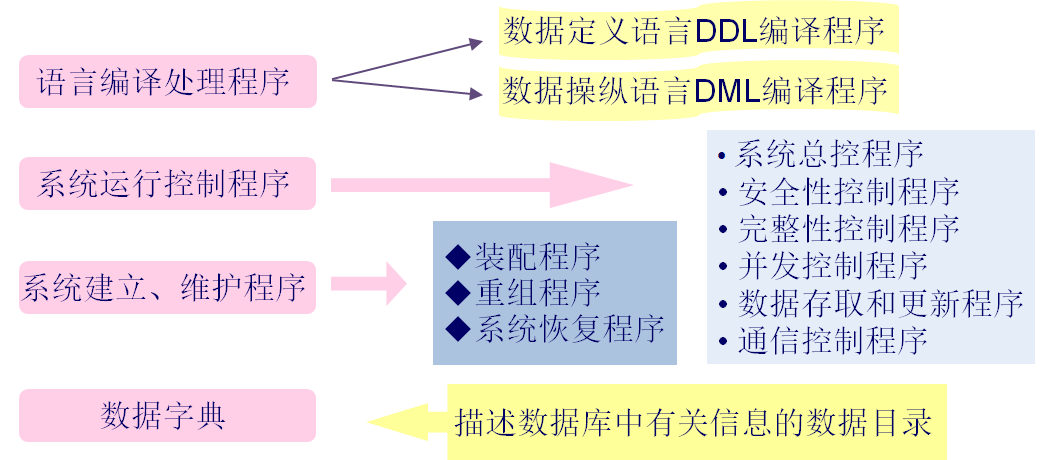 语言编译处理程序
数据定义语言DDL编译程序
数据操纵语言DML编译程序
系统运行控制程序
• 系统总控程序
• 安全性控制程序
• 完整性控制程序
• 并发控制程序
• 数据存取和更新程序
• 通信控制程序
系统建立、维护程序
◆装配程序
◆重组程序
◆系统恢复程序
数据字典
描述数据库中有关信息的数据目录